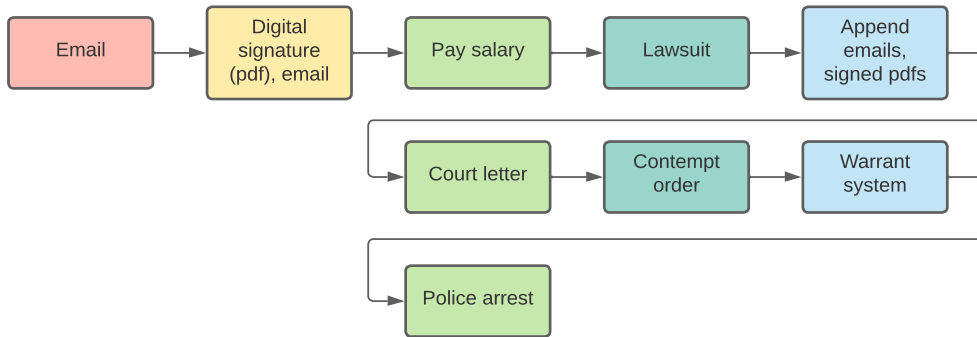 Email
Digital
signature
(pdf), email
Pay salary
Lawsuit
Append
emails,
signed pdfs
Court letter
Contempt
order
Warrant
system
Police arrest